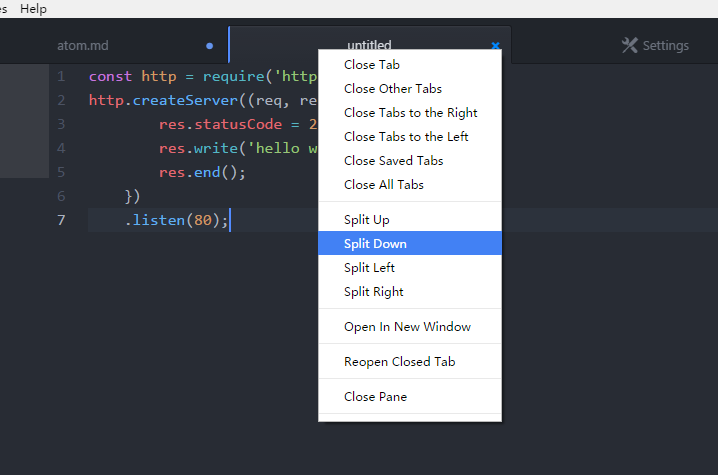 es Help
atom.md
untitled
Settings
1 const http = require('http
2 http.createServer((req, re
3 res.statusCode = 2
4 res.write('hello w
5 res.end();
6 })
7 .listen(80);
Close Tab
Close Other Tabs
Close Tabs to the Right
Close Tabs to the Left
Close Saved Tabs
Close All Tabs
Split Up
Split Down
Split Left
Split Right
Open In New Window
Reopen Closed Tab
Close Pane